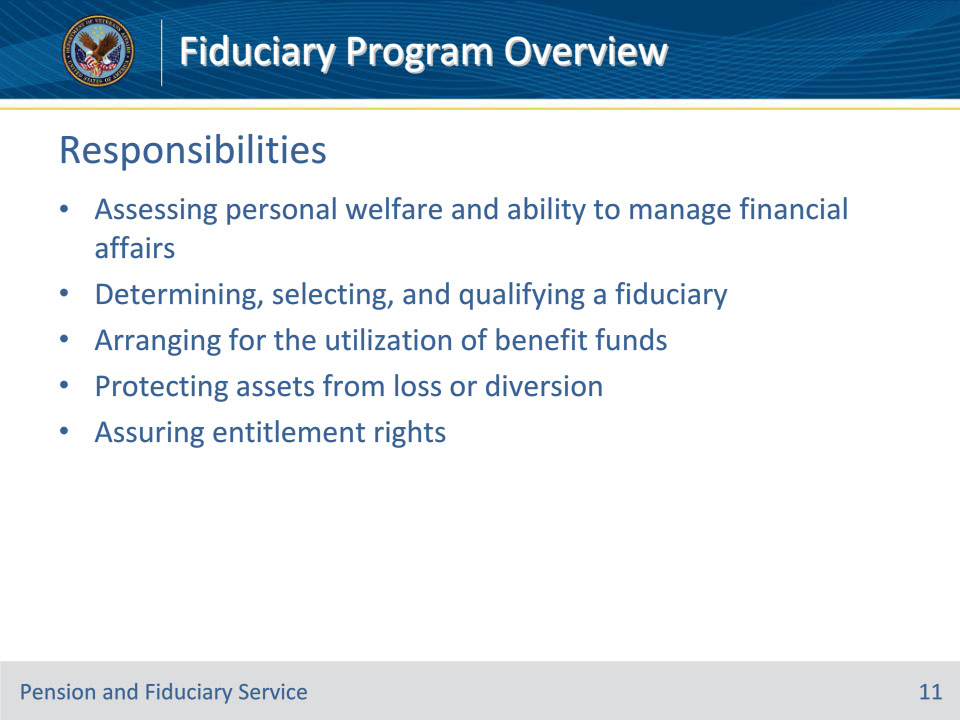 Fiduciary Program Overview
Responsibilities
• Assessing personal welfare and ability to manage financial
affairs
• Determining, selecting, and qualifying a fiduciary
• Arranging for the utilization of benefit funds
• Protecting assets from loss or diversion
• Assuring entitlement rights
Pension and Fiduciary Service
11